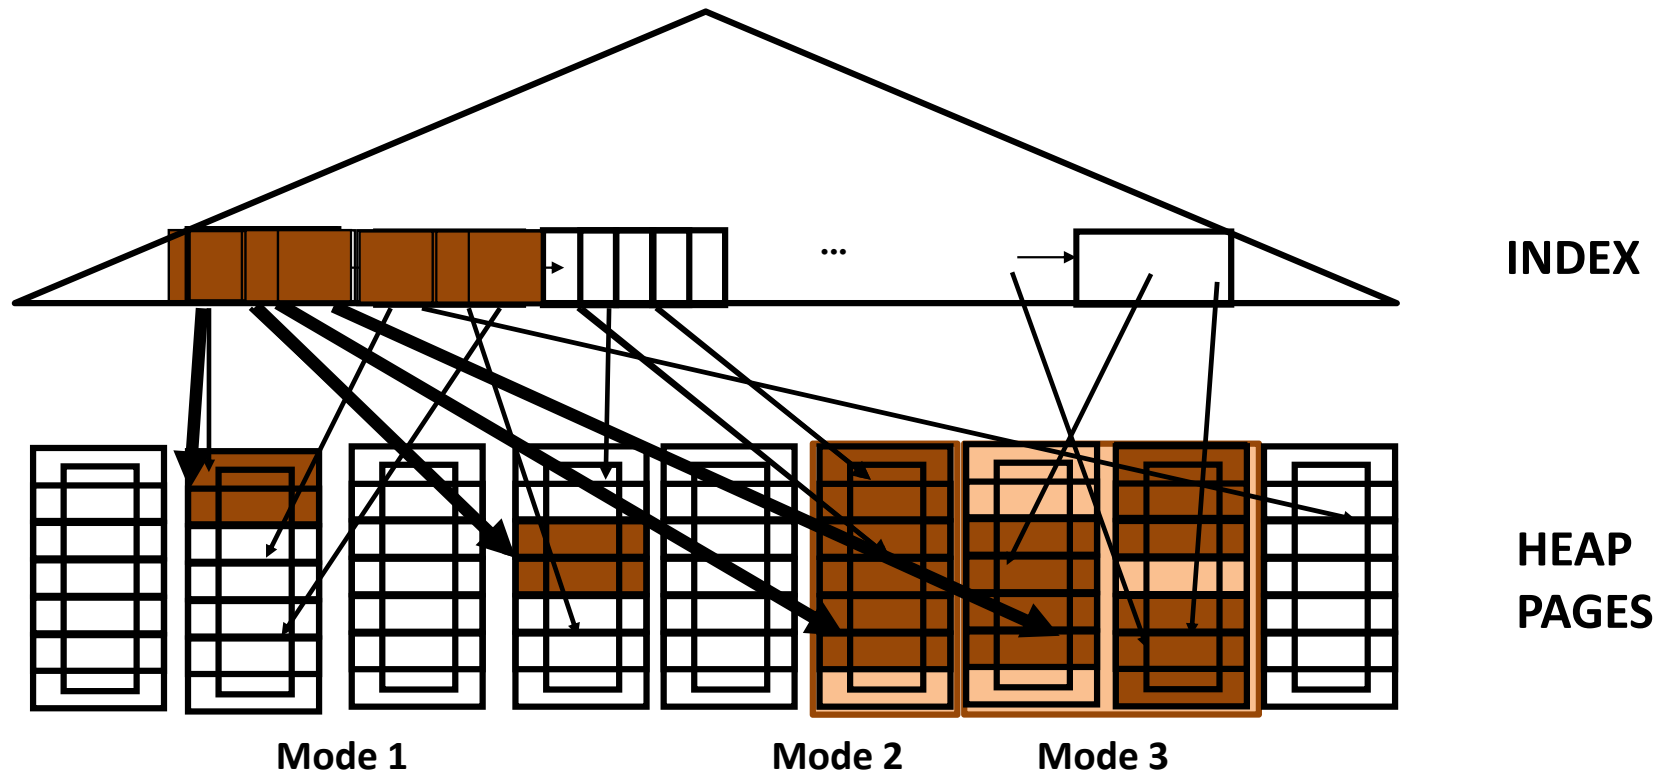 ...
INDEX
HEAP
PAGES
Mode 1
Mode 2
Mode 3